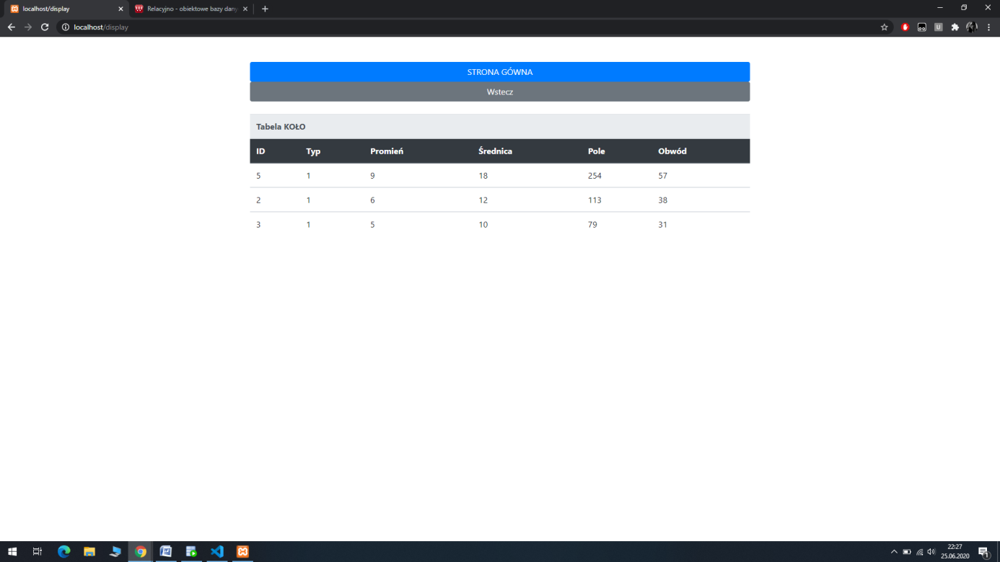 localhost/display
Relacyjno - obiektowe bazy dany
localhost/display
STRONA GÓWNA
Wstecz
Tabela KOŁO
ID Typ Promień Średnica Pole Obwód
5 1 9 18 254 57
2 1 6 12 113 38
3 1 5 10 79 31
22:27
25.06.2020
1